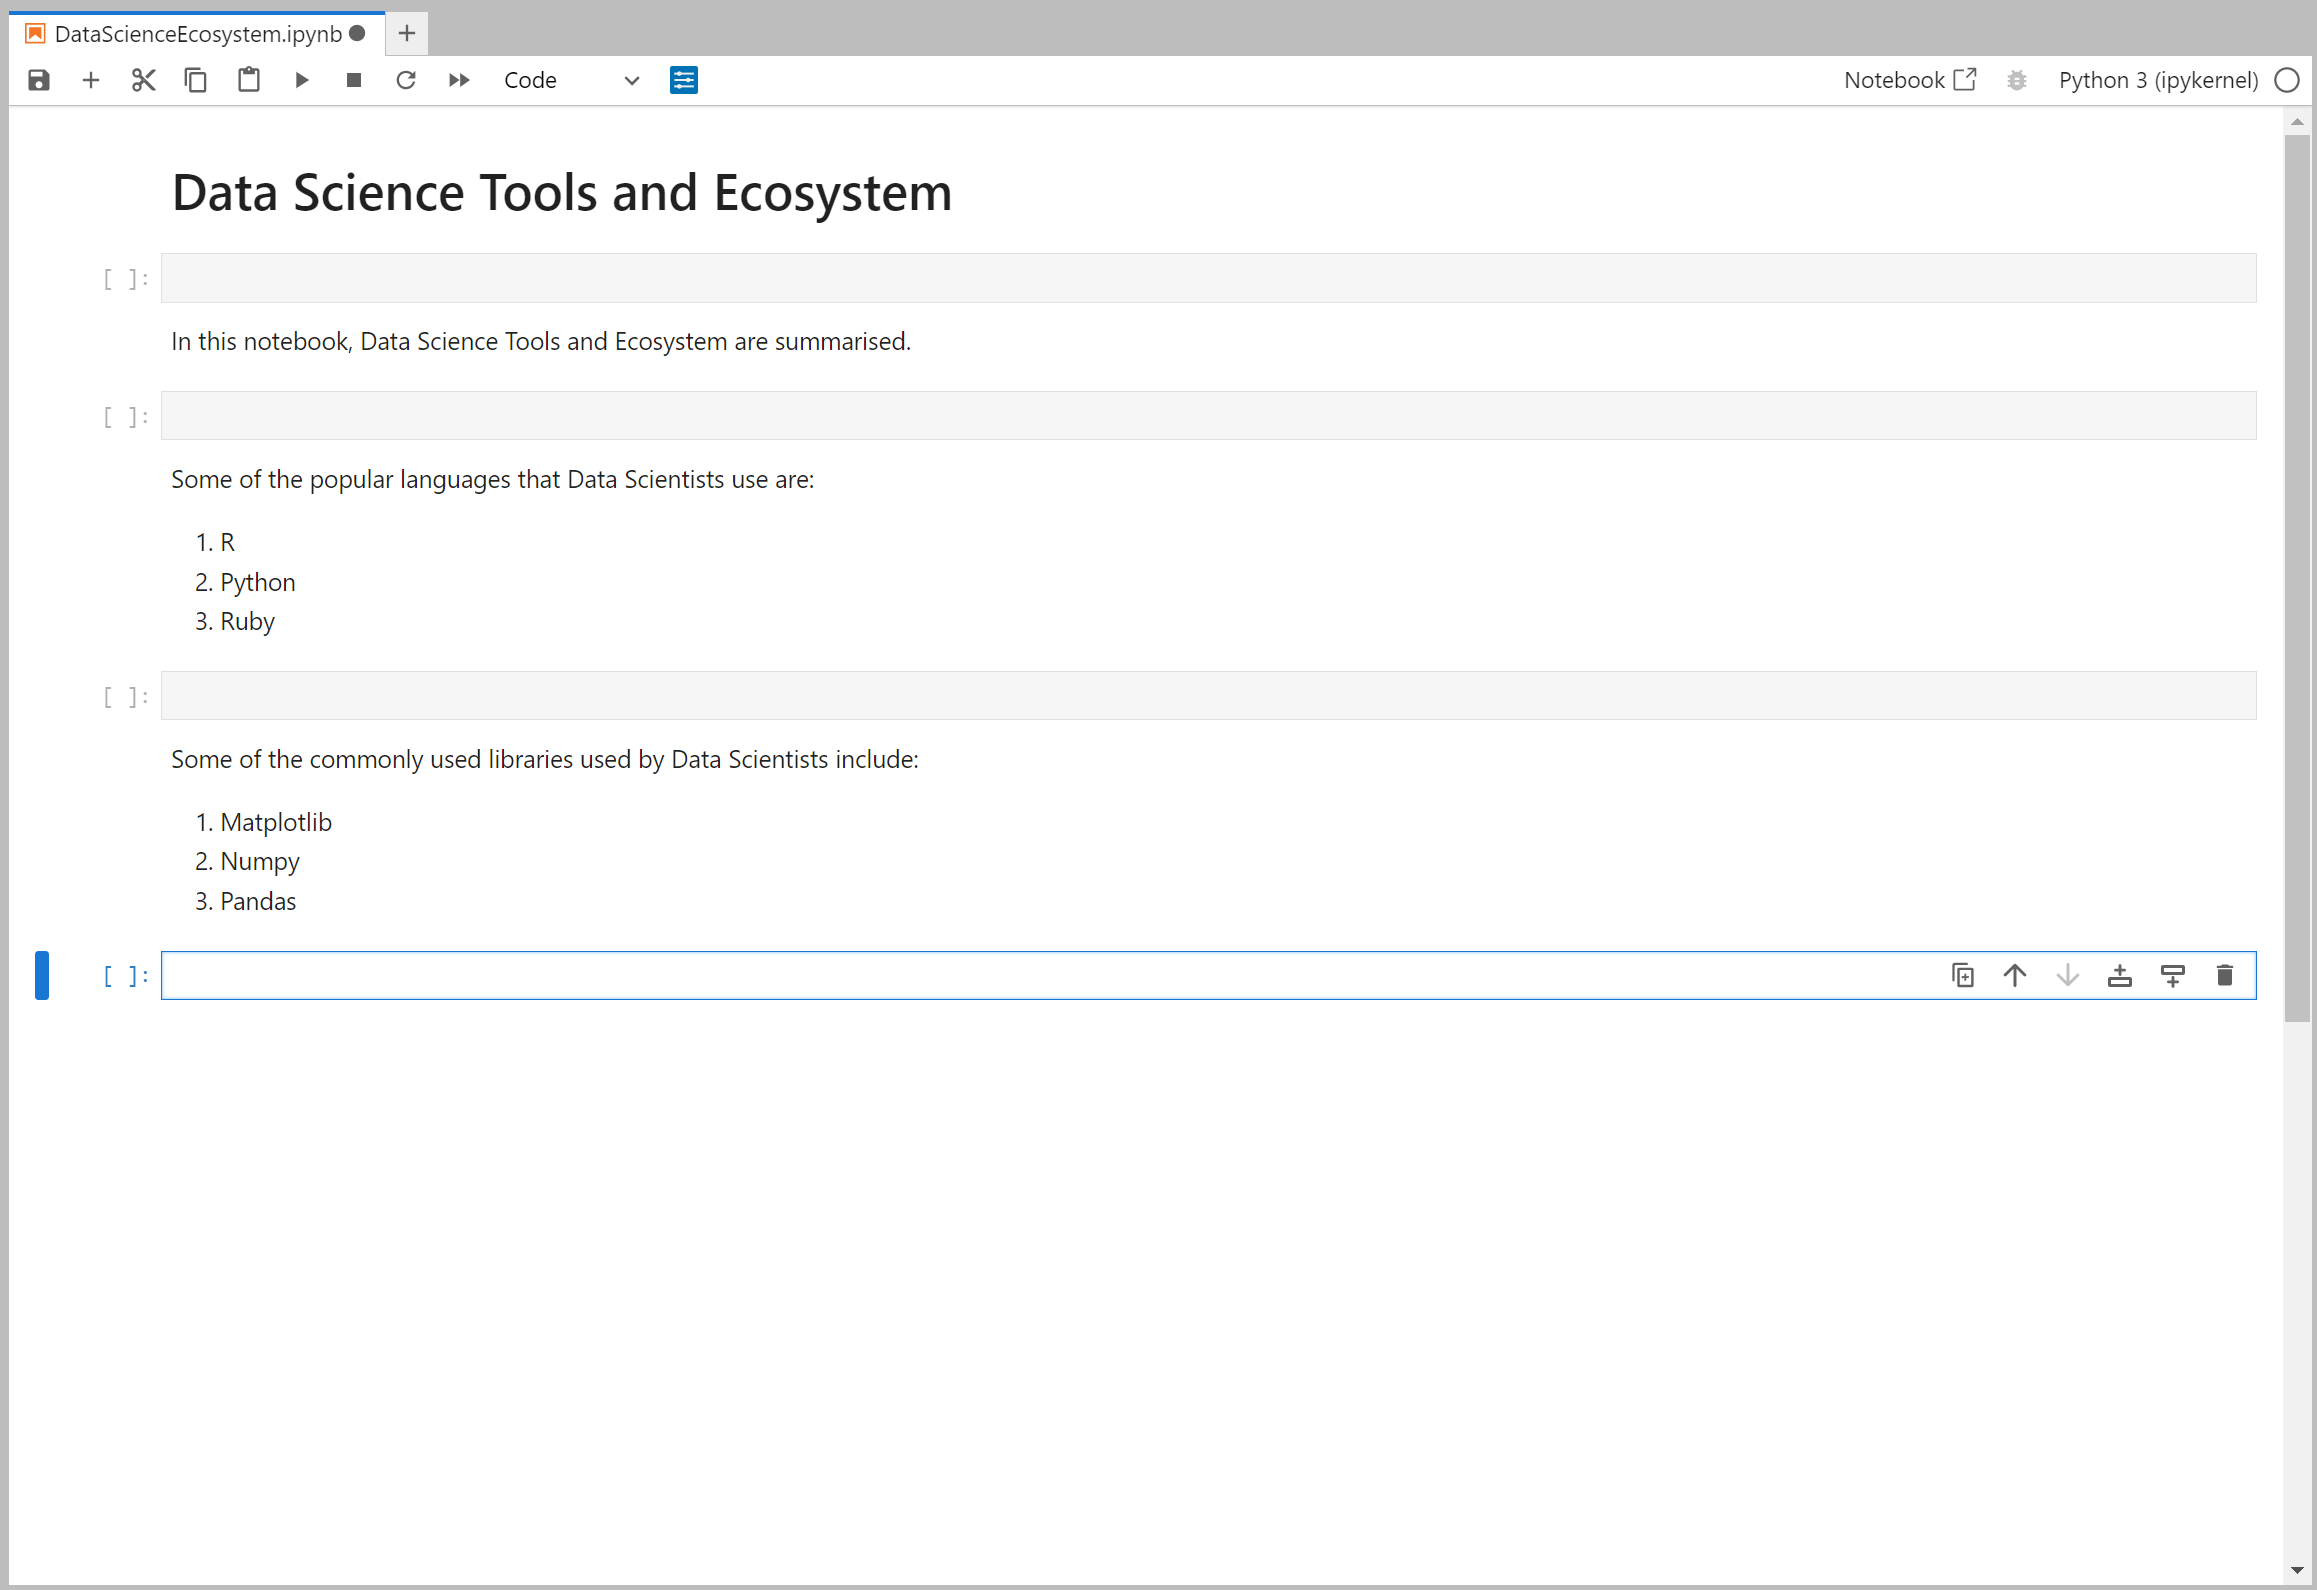 DataScienceEcosystem.ipynb
Code
Notebook
Python 3 (ipykernel)
Data Science Tools and Ecosystem
[ ]:
In this notebook, Data Science Tools and Ecosystem are summarised.
[ ]:
Some of the popular languages that Data Scientists use are:
1. R
2. Python
3. Ruby
[ ]:
Some of the commonly used libraries used by Data Scientists include:
1. Matplotlib
2. Numpy
3. Pandas
[ ]: